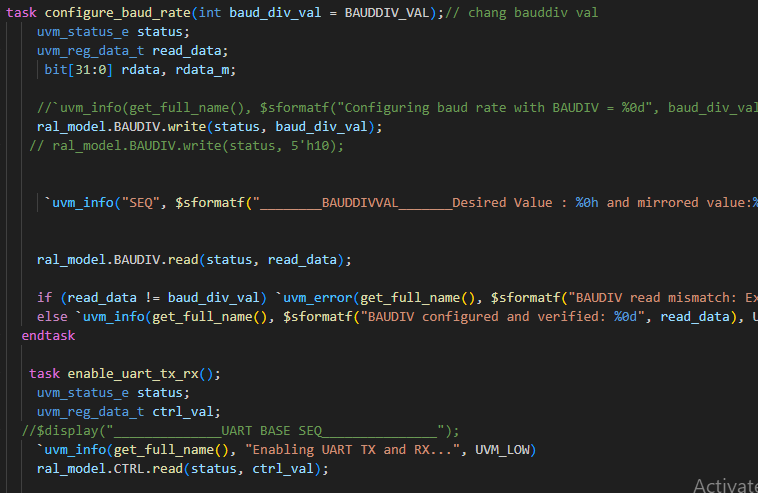 task configure_baud_rate(int baud_div_val = BAUDDIV_VAL);// chang bauddiv val
uvm_status_e status;
uvm_reg_data_t read_data;
bit[31:0] rdata, rdata_m;
//`uvm_info(get_full_name(), $sformatf("Configuring baud rate with BAUDIV = %0d", baud_div_val
ral_model.BAUDIV.write(status, baud_div_val);
// ral_model.BAUDIV.write(status, 5'h10);
`uvm_info("SEQ", $sformatf("________BAUDDIVVAL_______Desired Value : %0h and mirrored value:%
ral_model.BAUDIV.read(status, read_data);
if (read_data != baud_div_val) `uvm_error(get_full_name(), $sformatf("BAUDIV read mismatch: Ex
else `uvm_info(get_full_name(), $sformatf("BAUDIV configured and verified: %0d", read_data), U
endtask
task enable_uart_tx_rx();
uvm_status_e status;
uvm_reg_data_t ctrl_val;
//$display("______________UART BASE SEQ_______________");
`uvm_info(get_full_name(), "Enabling UART TX and RX...", UVM_LOW)
ral_model.CTRL.read(status, ctrl_val);
Activate